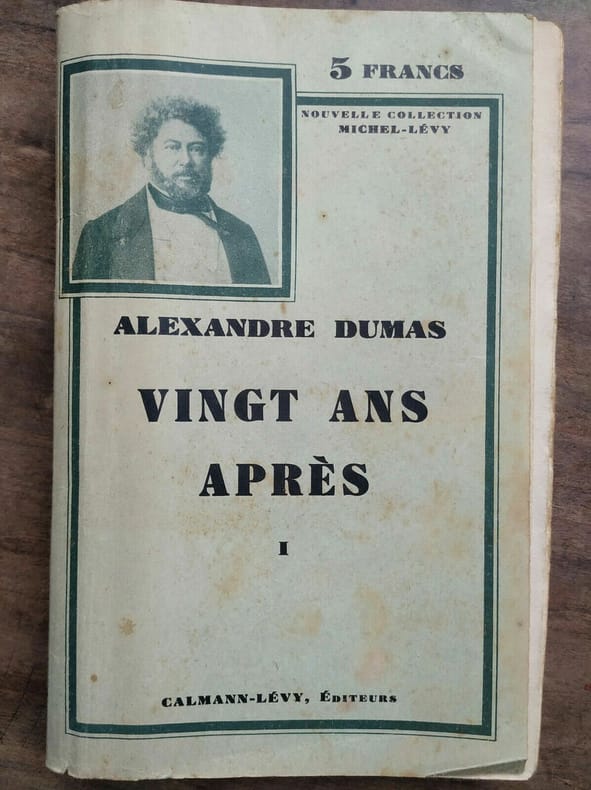 5 FRANCS
NOUVELLE COLLECTION
MICHEL-LÉVY
ALEXANDRE DUMAS
VINGT ANS
APRÈS
I
CALMANN-LÉVY, ÉDITEURS